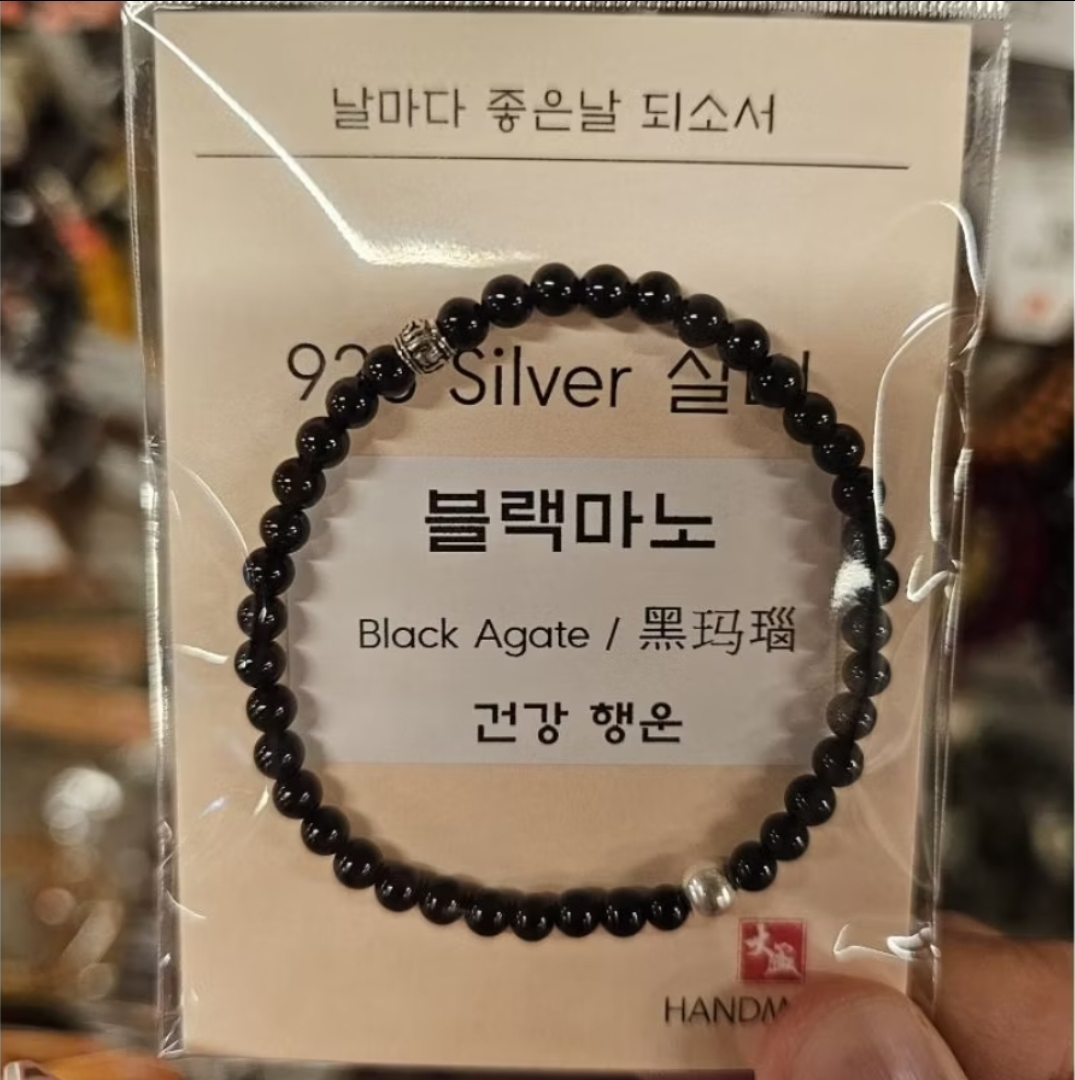 날마다 좋은날 되소서
Silver
블랙마노
Black Agate / 黑玛瑙
건강 행운